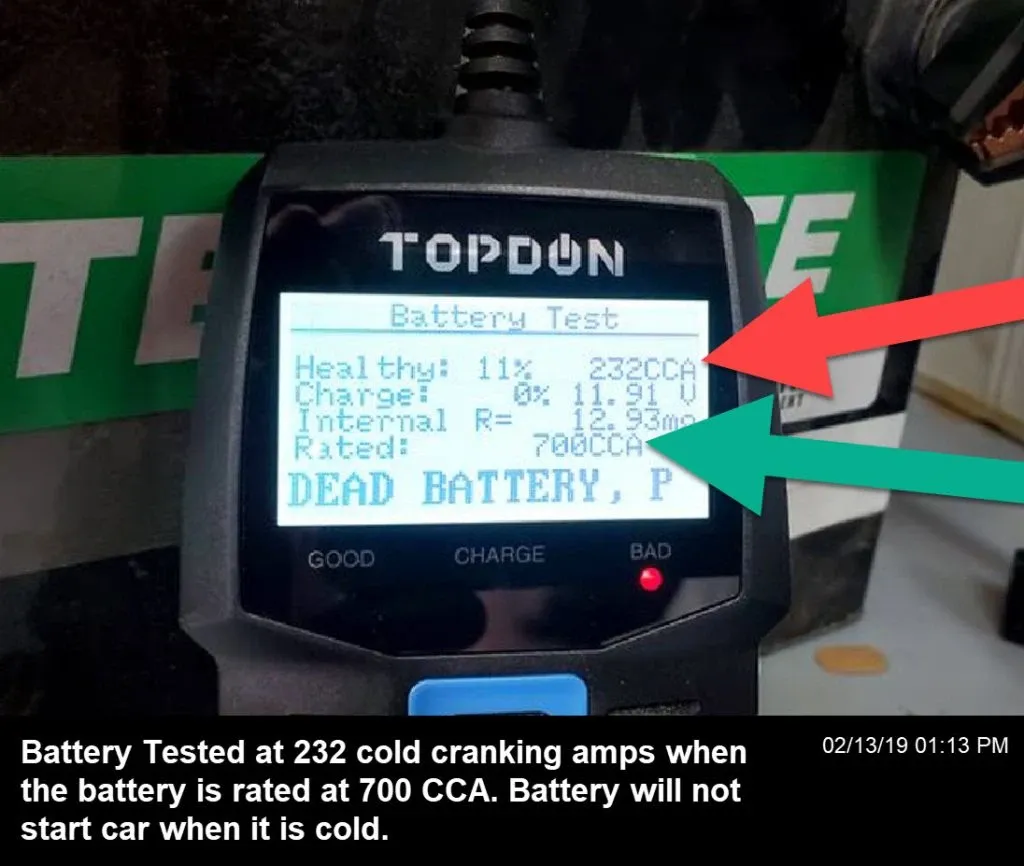 TE
TE
TOPDON
Battery Test
Healthy: 11% 232CCA
Charge: 0% 11.91 V
Internal R= 12.93mΩ
Rated: 700CCA
DEAD BATTERY, P
GOOD CHARGE BAD
Battery Tested at 232 cold cranking amps when
the battery is rated at 700 CCA. Battery will not
start car when it is cold.
02/13/19 01:13 PM